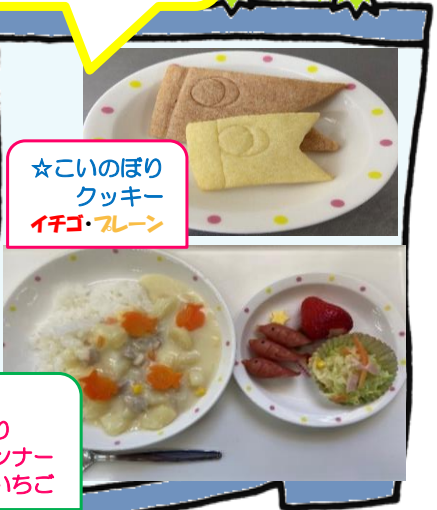 ☆こいのぼり
クッキー
イチゴ・プレーン
り
ンナー
いちご